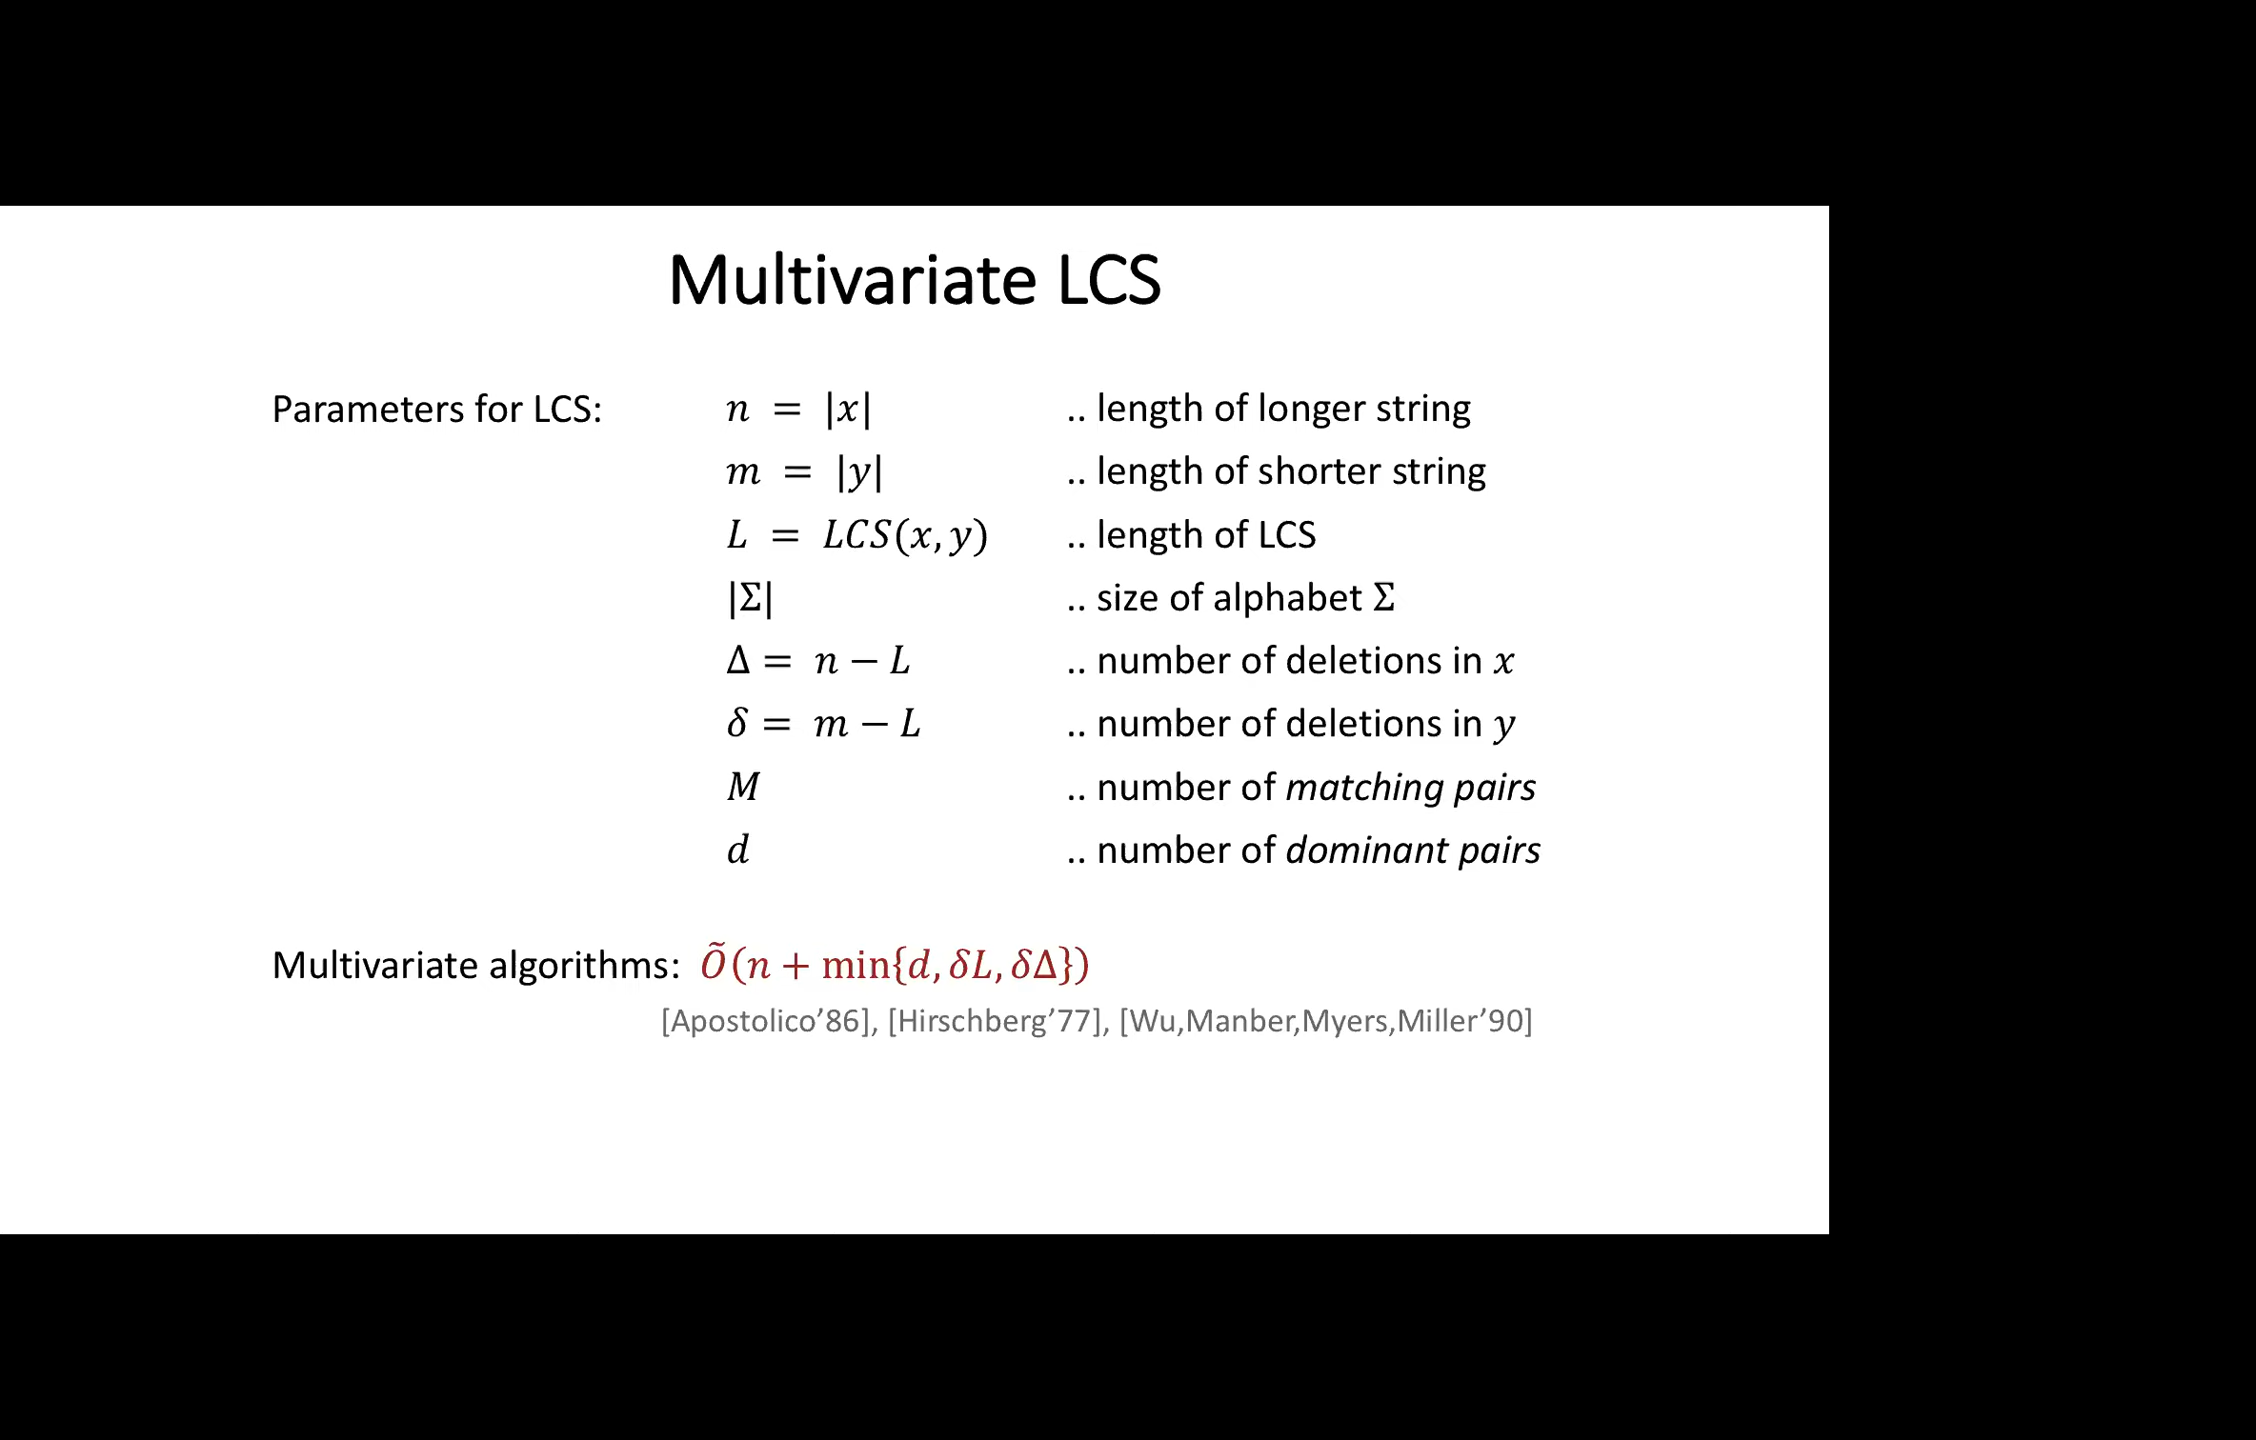 Multivariate LCS
Parameters for LCS: n = |x| .. length of longer string
m = |y| .. length of shorter string
L = LCS(x, y) .. length of LCS
|Σ| .. size of alphabet Σ
Δ = n − L .. number of deletions in x
δ = m − L .. number of deletions in y
M .. number of matching pairs
d .. number of dominant pairs
Multivariate algorithms: Õ(n + min{d, δL, δΔ})
[Apostolico’86], [Hirschberg’77], [Wu,Manber,Myers,Miller’90]